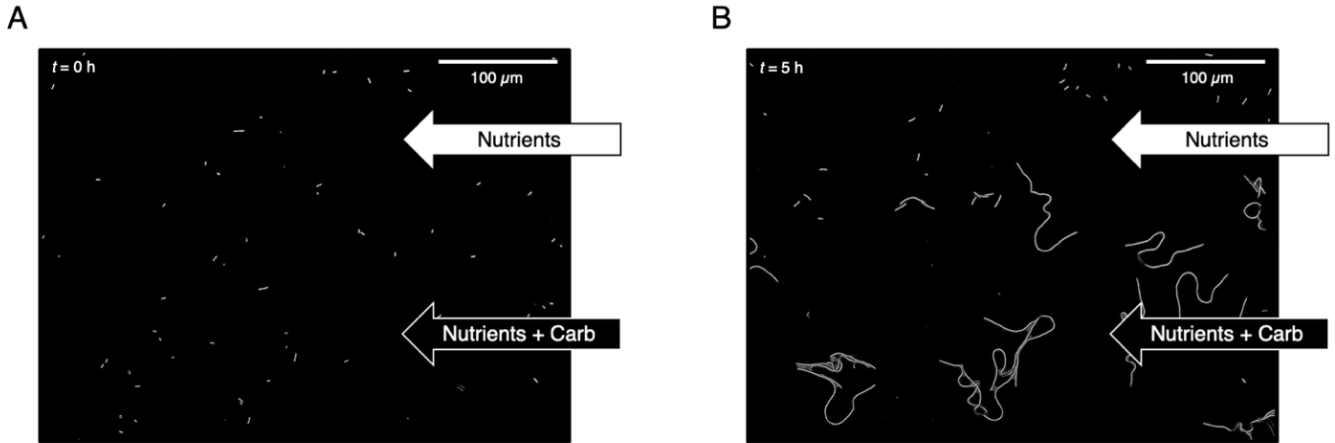 A
t = 0 h
100 µm
Nutrients
Nutrients + Carb
B
t = 5 h
100 µm
Nutrients
Nutrients + Carb